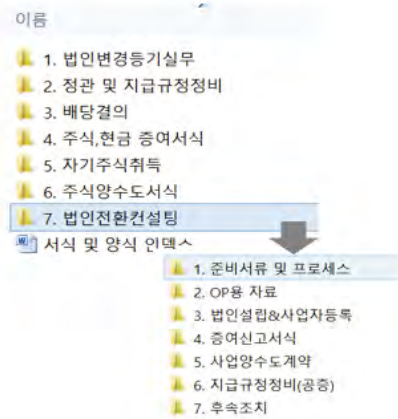 이름
1. 법인변경등기실무
2. 정관 및 지급규정정비
3. 배당결의
4. 주식,현금 증여서식
5. 자기주식취득
6. 주식양수도서식
7. 법인전환컨설팅
서식 및 양식 인덱스
1. 준비서류 및 프로세스
2. OP용 자료
3. 법인설립&사업자등록
4. 증여신고서식
5. 사업양수도계약
6. 지급규정정비(공증)
7. 후속조치